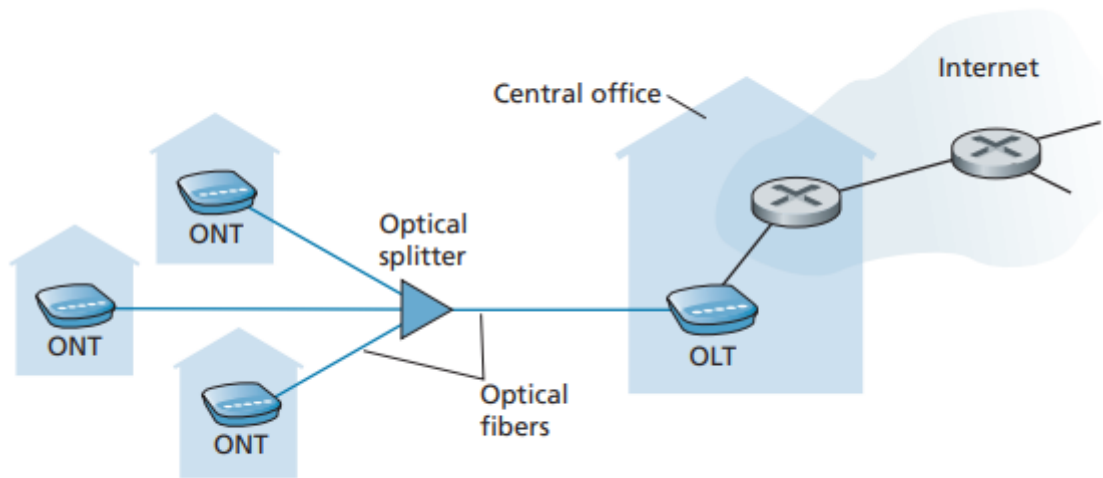 Internet
Central office
ONT
Optical
splitter
ONT
OLT
ONT
Optical
fibers